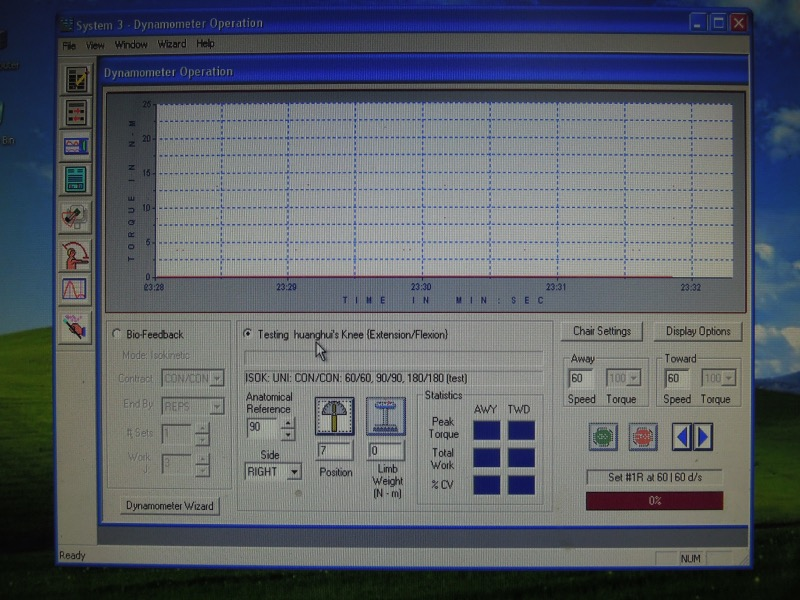 System 3 - Dynamometer Operation
File View Window Wizard Help
Dynamometer Operation
25
20
15
10
5
0
TORQUE IN N-M
23:28 23:29 23:30 23:31 23:32
TIME IN MIN:SEC
Bio-Feedback
Mode: Isokinetic
Contract CON/CON
End By REPS
# Sets 1
Work J: 3
Dynamometer Wizard
Testing huanghui's Knee (Extension/Flexion)
ISOK: UNI: CON/CON: 60/60, 90/90, 180/180 (test)
Anatomical
Reference
90
Side
RIGHT
7
Position
0
Limb
Weight
(N - m)
Statistics
AWY TWD
Peak
Torque
Total
Work
% CV
Chair Settings Display Options
Away Toward
60 100 60 100
Speed Torque Speed Torque
Set #1R at 60 | 60 d/s
0%
Ready
NUM
Bin